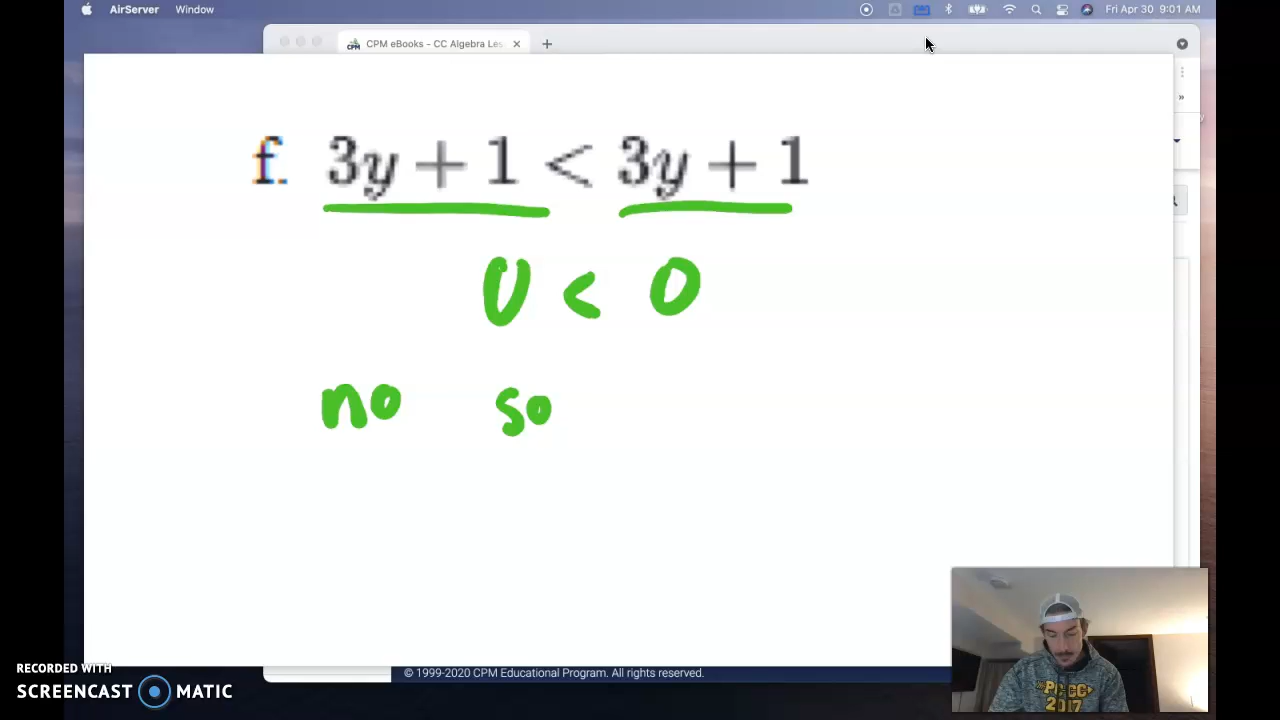 AirServer Window Fri Apr 30 9:01 AM
CPM eBooks - CC Algebra Les
f. 3y + 1 < 3y + 1
0 < 0
no so
RECORDED WITH
SCREENCAST MATIC
© 1999-2020 CPM Educational Program. All rights reserved.
2017